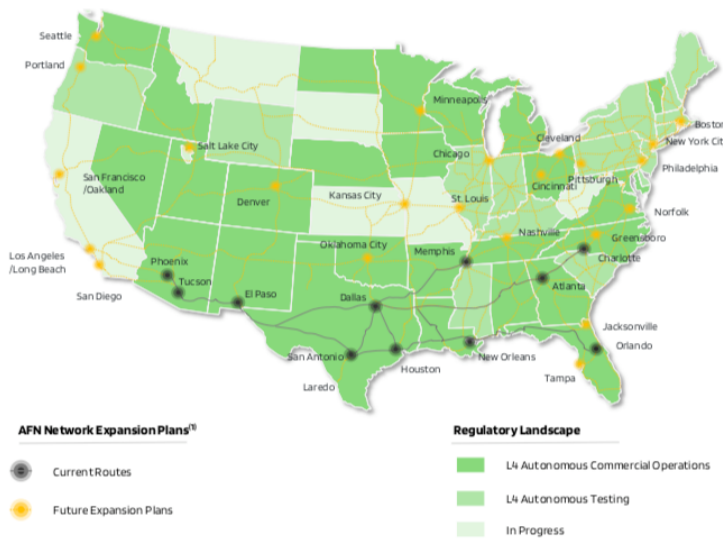 Seattle
Portland
Minneapolis
Boston
Cleveland
New York Cit
Salt Lake City
Chicago
Philadelphia
San Francisco
/Oakland
Pittsburgh
Cincinnati
Denver
Kansas City
St. Louis
Norfolk
Nashville
Greensboro
Oklahoma City
Memphis
Charlotte
Los Angeles
/Long Beach
Phoenix
Tucson
Atlanta
San Diego
El Paso
Dallas
Jacksonville
Orlando
San Antonio
New Orleans
Houston
Tampa
Laredo
AFN Network Expansion Plans(1)
Current Routes
Future Expansion Plans
Regulatory Landscape
L4 Autonomous Commercial Operations
L4 Autonomous Testing
In Progress